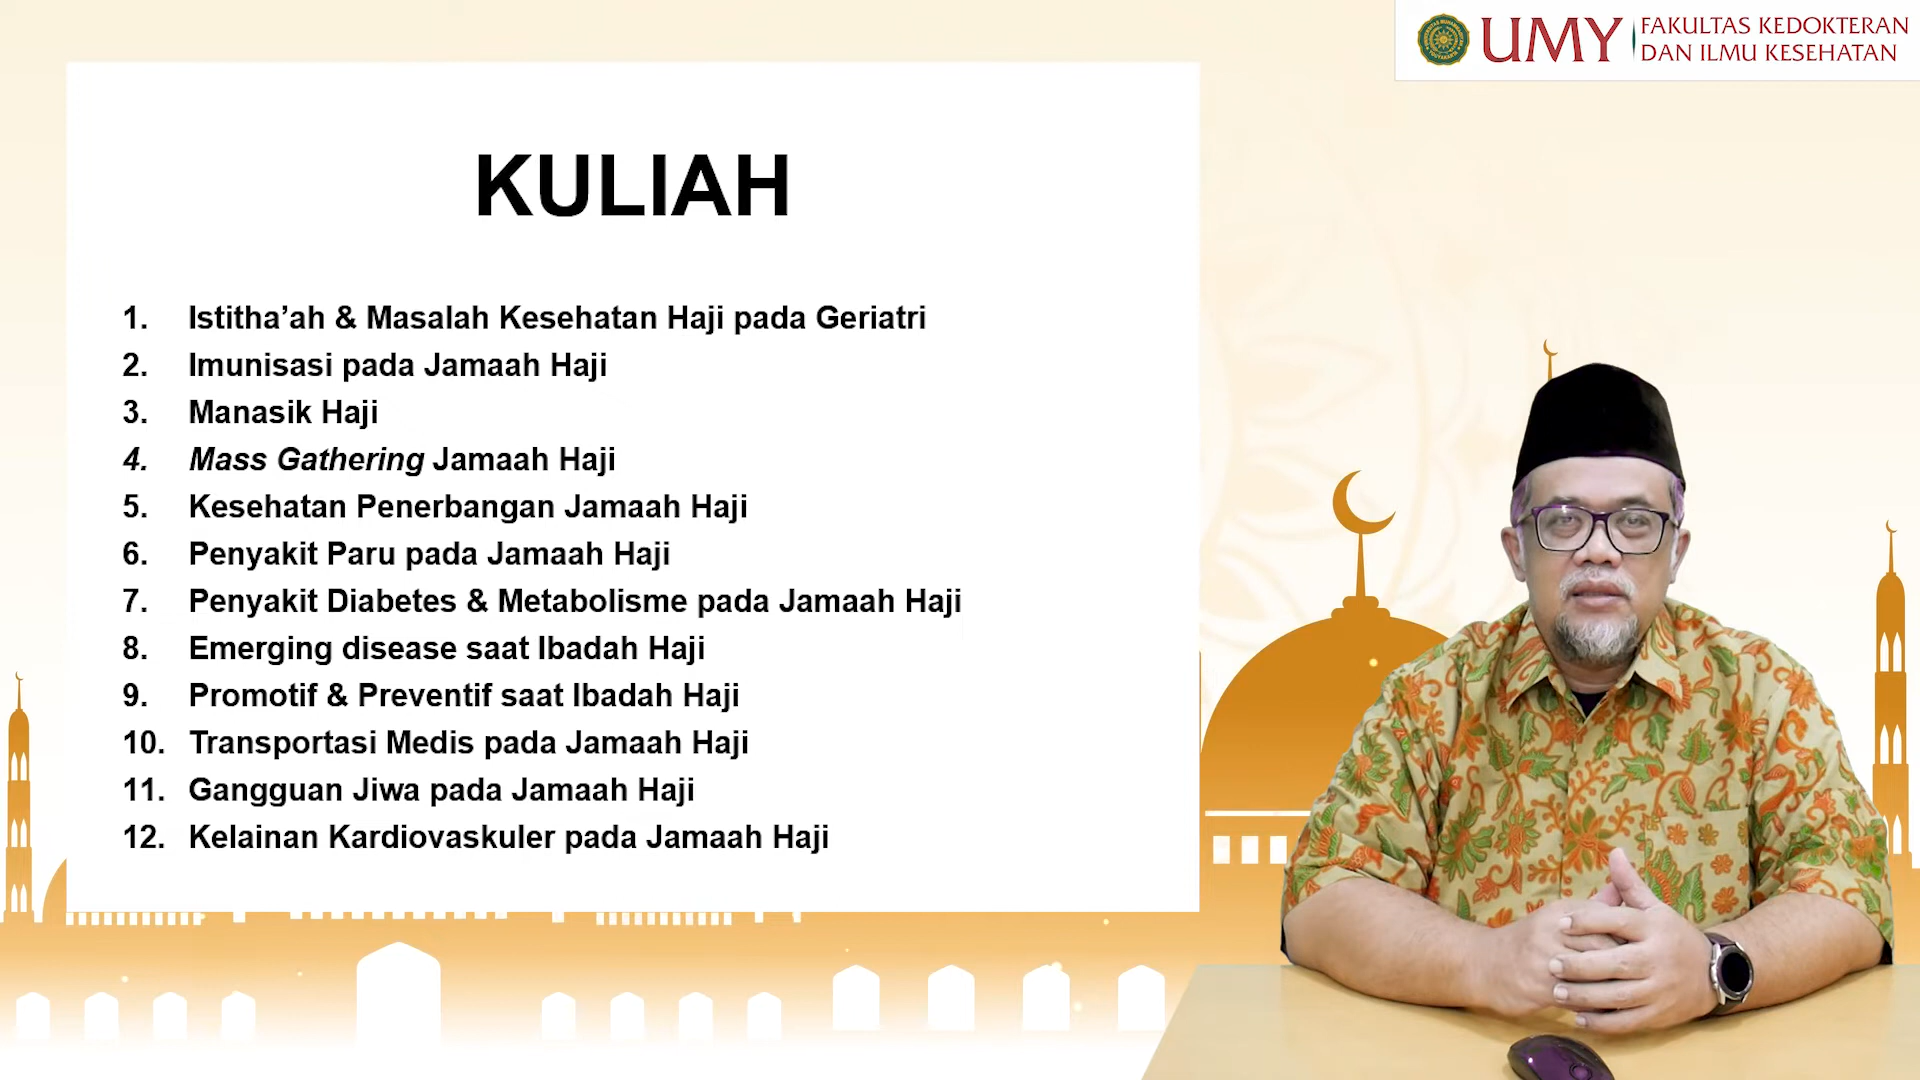 UMY
FAKULTAS KEDOKTERAN
DAN ILMU KESEHATAN
KULIAH
1. Istitha’ah & Masalah Kesehatan Haji pada Geriatri
2. Imunisasi pada Jamaah Haji
3. Manasik Haji
4. Mass Gathering Jamaah Haji
5. Kesehatan Penerbangan Jamaah Haji
6. Penyakit Paru pada Jamaah Haji
7. Penyakit Diabetes & Metabolisme pada Jamaah Haji
8. Emerging disease saat Ibadah Haji
9. Promotif & Preventif saat Ibadah Haji
10. Transportasi Medis pada Jamaah Haji
11. Gangguan Jiwa pada Jamaah Haji
12. Kelainan Kardiovaskuler pada Jamaah Haji